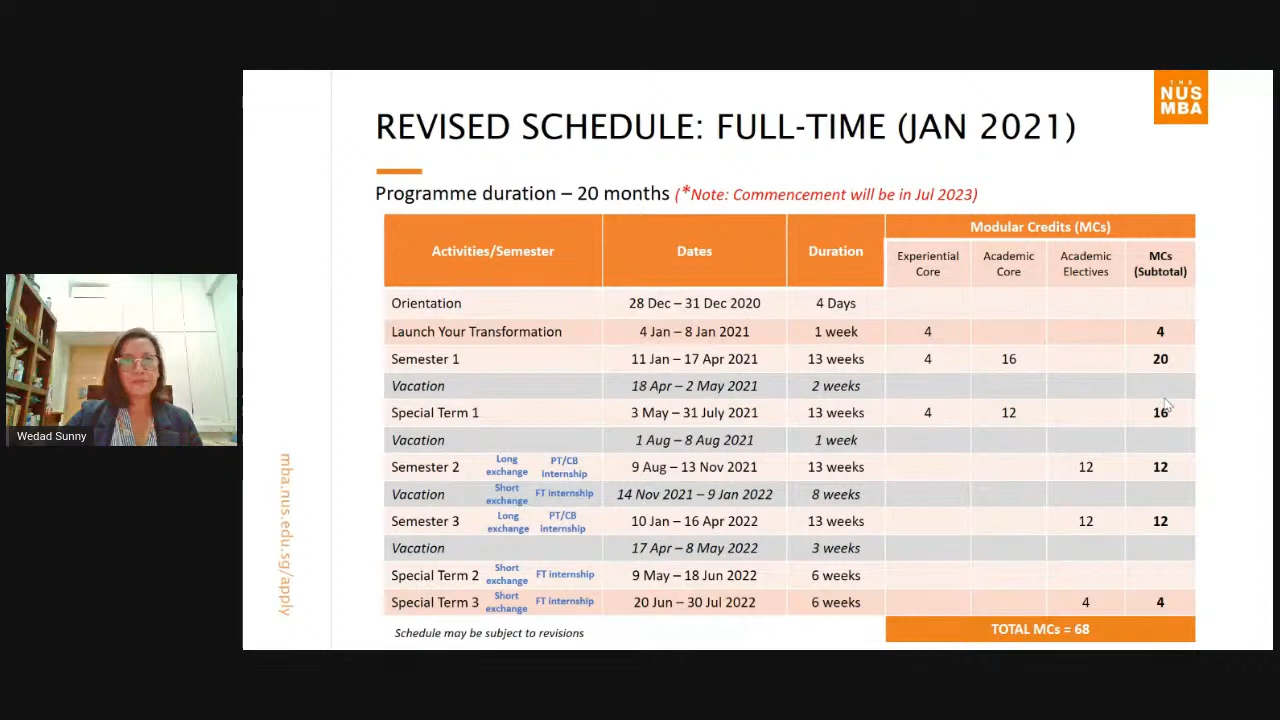 THE
NUS
MBA
REVISED SCHEDULE: FULL-TIME (JAN 2021)
Programme duration – 20 months (*Note: Commencement will be in Jul 2023)
Activities/Semester Dates Duration Modular Credits (MCs)
Experiential Core Academic Core Academic Electives MCs (Subtotal)
Orientation 28 Dec – 31 Dec 2020 4 Days
Launch Your Transformation 4 Jan – 8 Jan 2021 1 week 4 4
Semester 1 11 Jan – 17 Apr 2021 13 weeks 4 16 20
Vacation 18 Apr – 2 May 2021 2 weeks
Special Term 1 3 May – 31 July 2021 13 weeks 4 12 16
Vacation 1 Aug – 8 Aug 2021 1 week
Semester 2 Long exchange PT/CB internship 9 Aug – 13 Nov 2021 13 weeks 12 12
Vacation Short exchange FT internship 14 Nov 2021 – 9 Jan 2022 8 weeks
Semester 3 Long exchange PT/CB internship 10 Jan – 16 Apr 2022 13 weeks 12 12
Vacation 17 Apr – 8 May 2022 3 weeks
Special Term 2 Short exchange FT internship 9 May – 18 Jun 2022 6 weeks
Special Term 3 Short exchange FT internship 20 Jun – 30 Jul 2022 6 weeks 4 4
Schedule may be subject to revisions
TOTAL MCs = 68
mba.nus.edu.sg/apply
Wedad Sunny